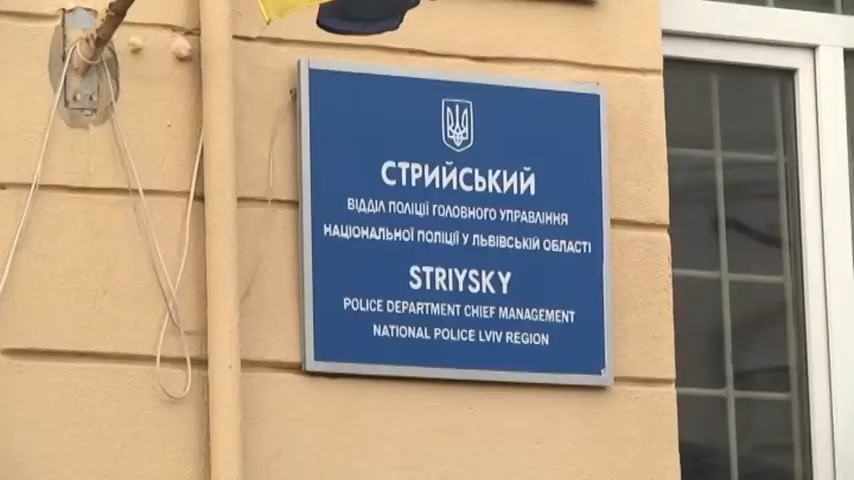 СТРИЙСЬКИЙ
ВІДДІЛ ПОЛІЦІЇ ГОЛОВНОГО УПРАВЛІННЯ
НАЦІОНАЛЬНОЇ ПОЛІЦІЇ У ЛЬВІВСЬКІЙ ОБЛАСТІ
STRIYSKY
POLICE DEPARTMENT CHIEF MANAGEMENT
NATIONAL POLICE LVIV REGION